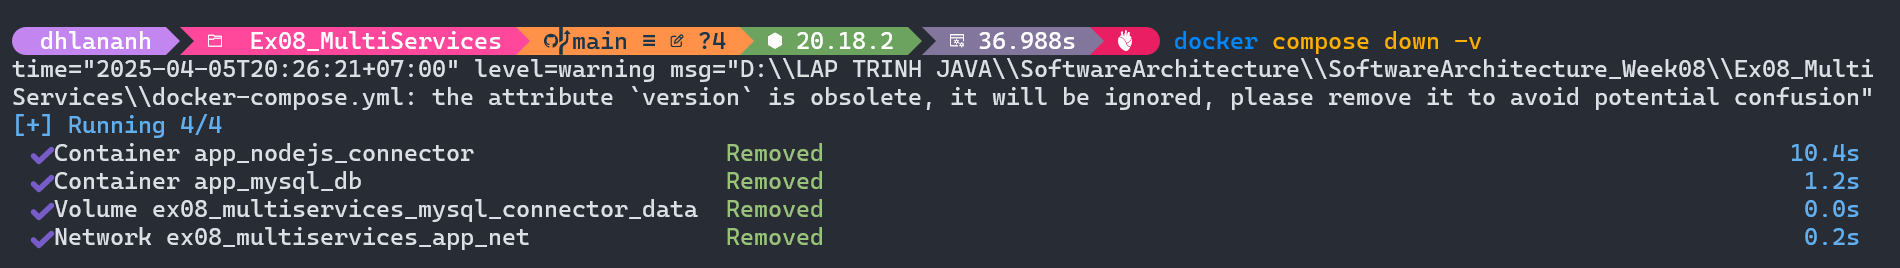 dhlananh Ex08_MultiServices main ≡ ?4 20.18.2 36.988s docker compose down -v
time="2025-04-05T20:26:21+07:00" level=warning msg="D:\\LAP TRINH JAVA\\SoftwareArchitecture\\SoftwareArchitecture_Week08\\Ex08_Multi
Services\\docker-compose.yml: the attribute `version` is obsolete, it will be ignored, please remove it to avoid potential confusion"
[+] Running 4/4
✔Container app_nodejs_connector Removed 10.4s
✔Container app_mysql_db Removed 1.2s
✔Volume ex08_multiservices_mysql_connector_data Removed 0.0s
✔Network ex08_multiservices_app_net Removed 0.2s